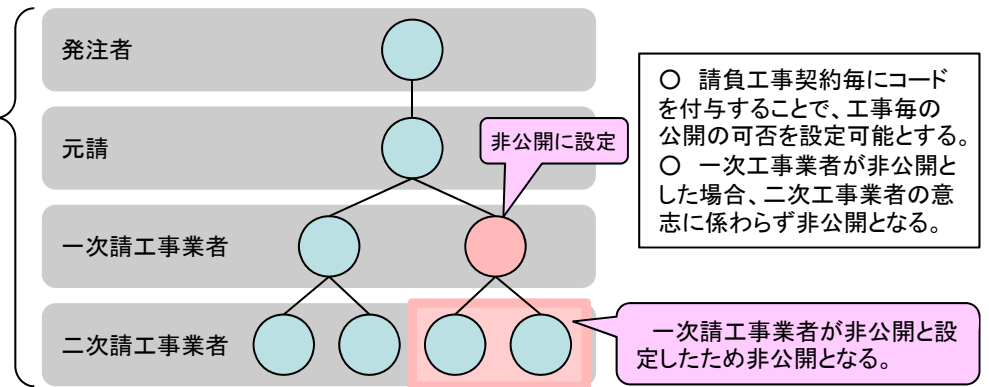 発注者
元請
一次請工事業者
二次請工事業者
非公開に設定
○　請負工事契約毎にコード
を付与することで、工事毎の
公開の可否を設定可能とする。
○　一次工事業者が非公開と
した場合、二次工事業者の意
志に係わらず非公開となる。
一次請工事業者が非公開と設
定したため非公開となる。